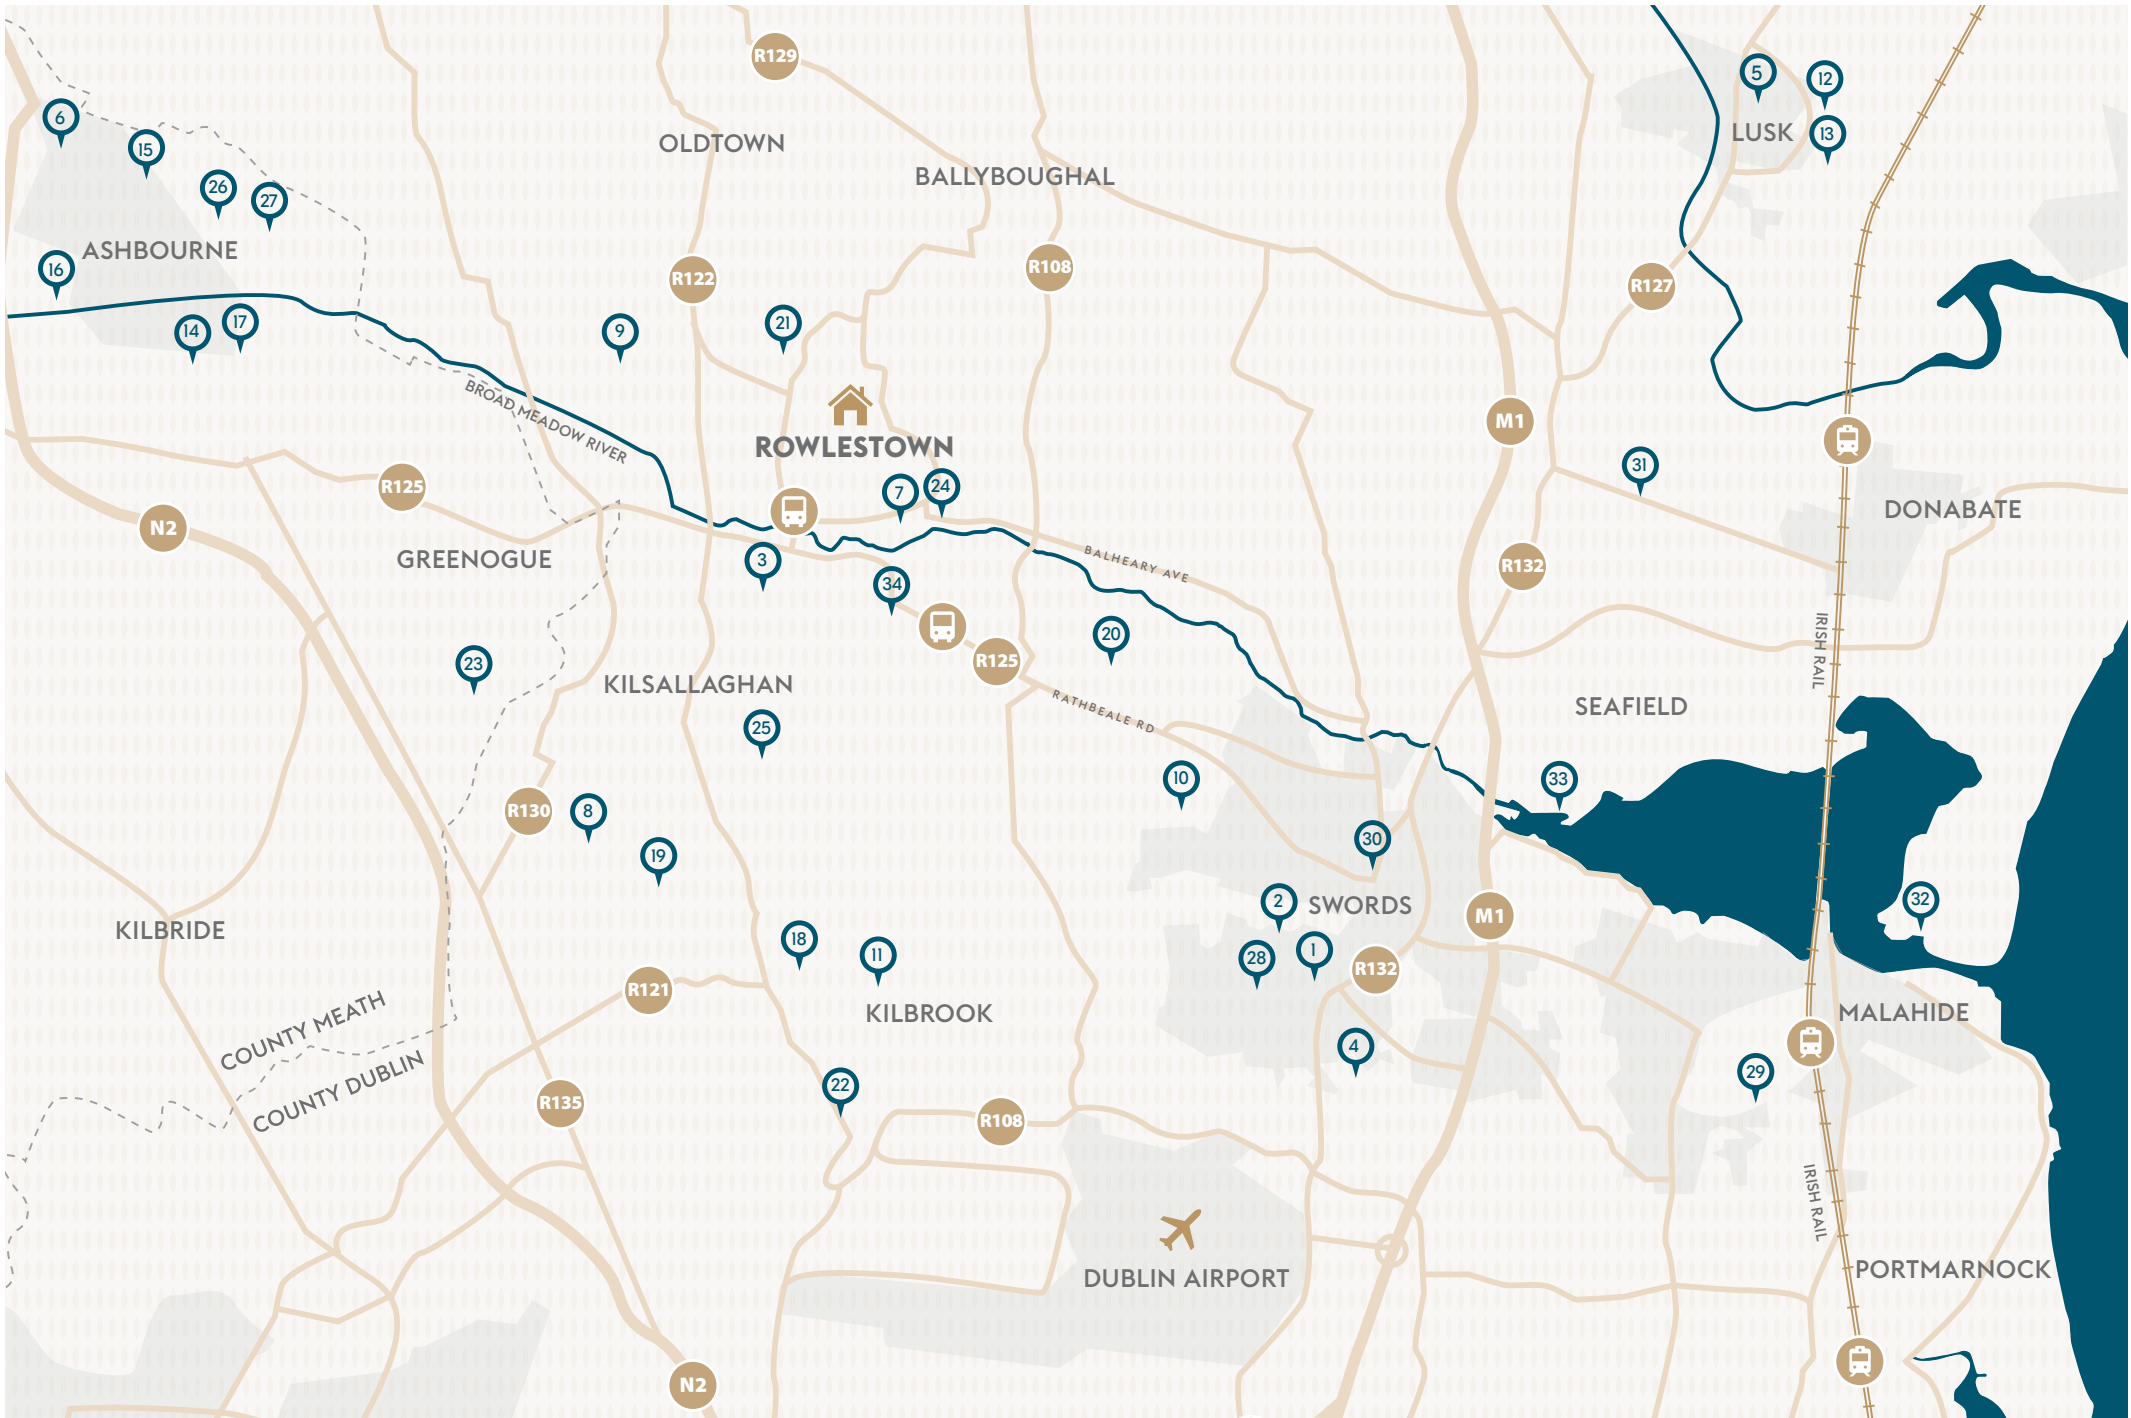 R129
5
12
6
LUSK
13
OLDTOWN
15
BALLYBOUGHAL
26
27
ASHBOURNE
16
R122
R108
R127
14
17
9
21
BROAD MEADOW RIVER
ROWLESTOWN
M1
31
R125
7
24
N2
DONABATE
GREENOGUE
3
BALHEARY AVE
R132
34
20
IRISH RAIL
23
R125
KILSALLAGHAN
RATHBEALE RD
SEAFIELD
25
10
33
R130
8
30
19
2
SWORDS
M1
32
KILBRIDE
18
11
28
1
R132
R121
COUNTY MEATH
KILBROOK
MALAHIDE
4
COUNTY DUBLIN
22
29
R135
R108
IRISH RAIL
DUBLIN AIRPORT
PORTMARNOCK
N2